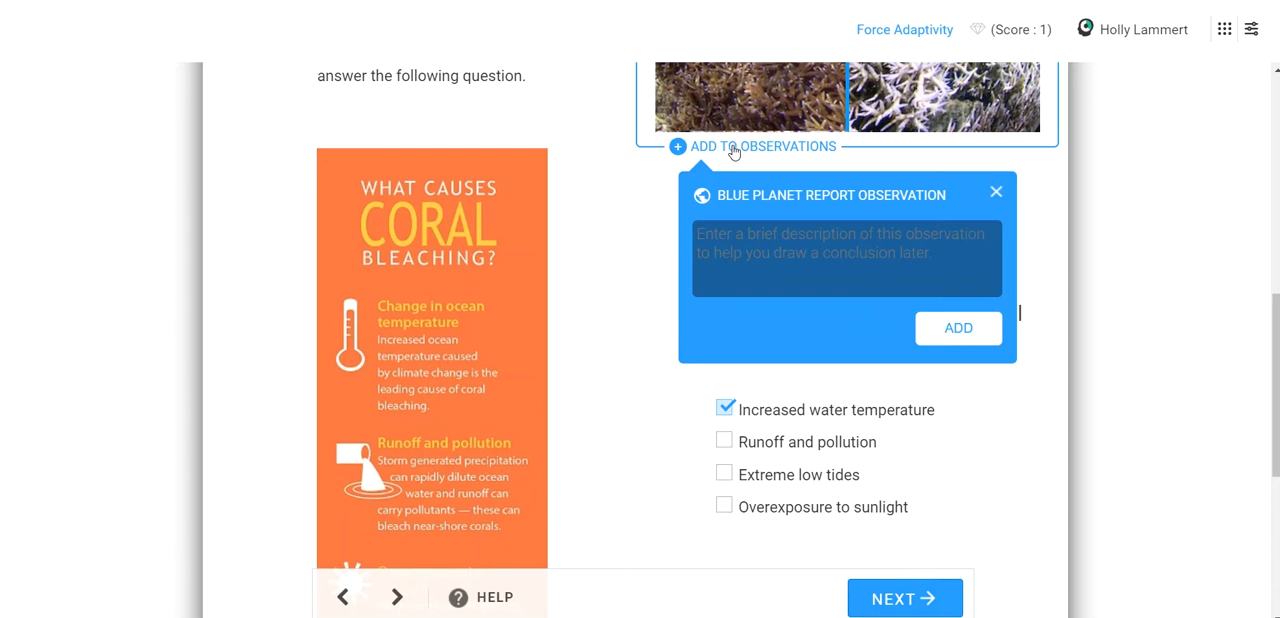 Force Adaptivity (Score : 1) Holly Lammert
answer the following question.
ADD TO OBSERVATIONS
BLUE PLANET REPORT OBSERVATION
Enter a brief description of this observation
to help you draw a conclusion later.
ADD
WHAT CAUSES
CORAL
BLEACHING?
Change in ocean
temperature
Increased ocean
temperature caused
by climate change is the
leading cause of coral
bleaching.
Runoff and pollution
Storm generated precipitation
can rapidly dilute ocean
water and runoff can
carry pollutants — these can
bleach near-shore corals.
Increased water temperature
Runoff and pollution
Extreme low tides
Overexposure to sunlight
HELP
NEXT